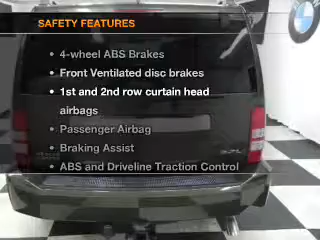 SAFETY FEATURES
• 4-wheel ABS Brakes
• Front Ventilated disc brakes
• 1st and 2nd row curtain head
airbags
• Passenger Airbag
• Braking Assist
• ABS and Driveline Traction Control